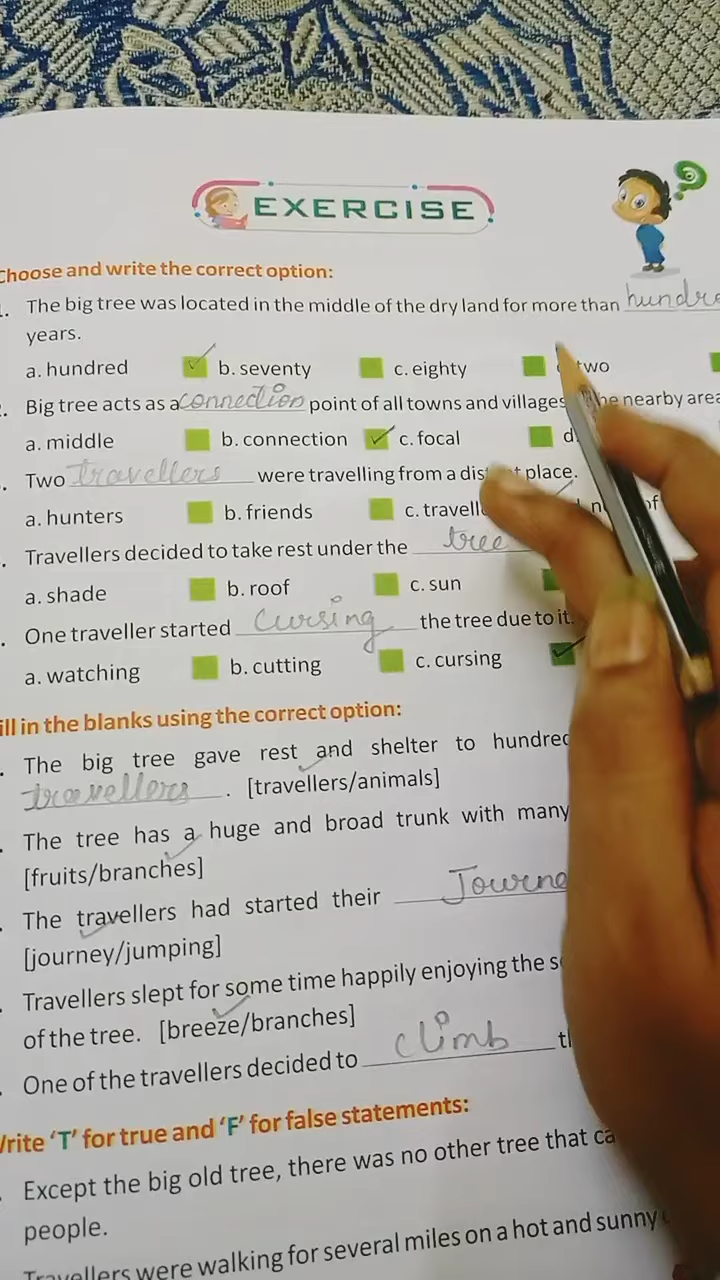 EXERCISE
Choose and write the correct option:
The big tree was located in the middle of the dry land for more than hundre
years.
a. hundred b. seventy c. eighty two
Big tree acts as a connection point of all towns and villages nearby area
a. middle b. connection c. focal d.
Two travellers were travelling from a place.
a. hunters b. friends c. of
Travellers decided to take rest under the tree
a. shade b. roof c. sun
One traveller started cursing the tree due to it.
a. watching b. cutting c. cursing
ill in the blanks using the correct option:
The big tree gave rest and shelter to
travellers . [travellers/animals]
The tree has a huge and broad trunk with many
[fruits/branches]
The travellers had started their Journe
[journey/jumping]
Travellers slept for some time happily enjoying the
of the tree. [breeze/branches]
One of the travellers decided to climb
Write 'T' for true and 'F' for false statements:
Except the big old tree, there was no other tree that
people.
Travellers were walking for several miles on a hot and sunny